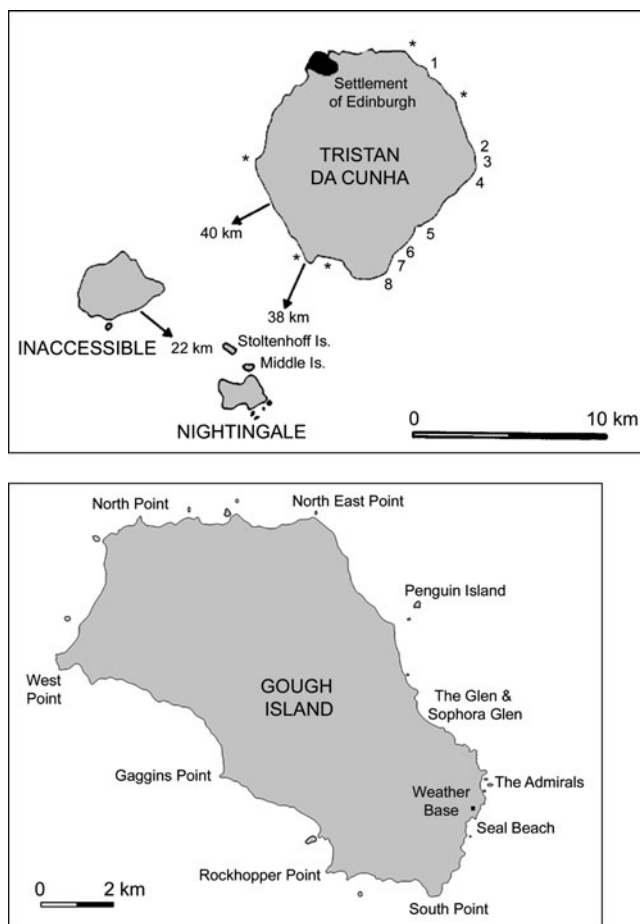 *
1
Settlement
of Edinburgh
*
2
TRISTAN
DA CUNHA
3
*
4
40 km
5
6
* *
7
8
38 km
INACCESSIBLE
22 km
Stoltenhoff Is.
Middle Is.
NIGHTINGALE
0 10 km
North Point
North East Point
Penguin Island
West
Point
GOUGH
ISLAND
The Glen &
Sophora Glen
Gaggins Point
The Admirals
Weather
Base
Seal Beach
Rockhopper Point
South Point
0 2 km